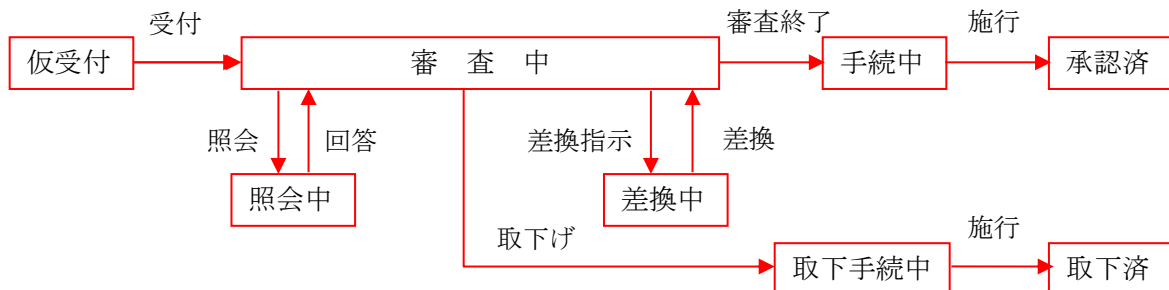 受付
審査終了
施行
仮受付
審 査 中
手続中
承認済
照会
回答
差換指示
差換
照会中
差換中
取下げ
施行
取下手続中
取下済